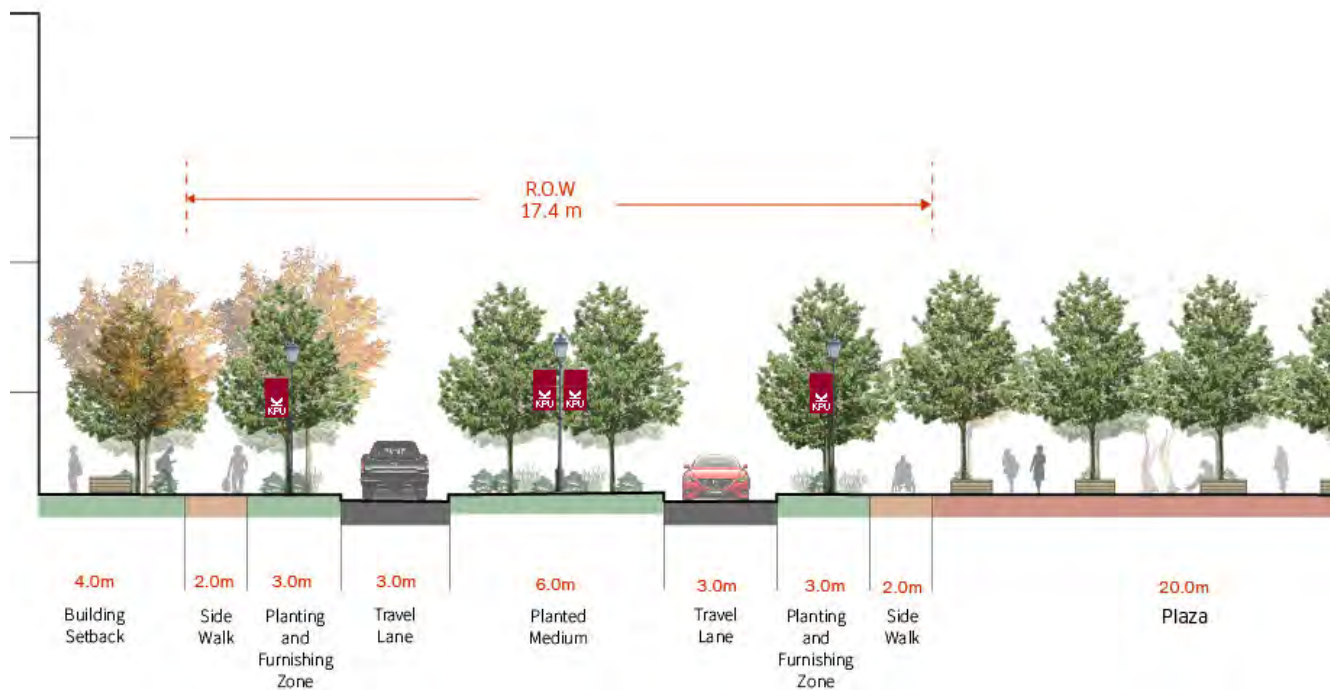 R.O.W
17.4 m
KPU
KPU
KPU
KPU
4.0m
Building
Setback
2.0m
Side
Walk
3.0m
Planting
and
Furnishing
Zone
3.0m
Travel
Lane
6.0m
Planted
Medium
3.0m
Travel
Lane
3.0m
Planting
and
Furnishing
Zone
2.0m
Side
Walk
20.0m
Plaza